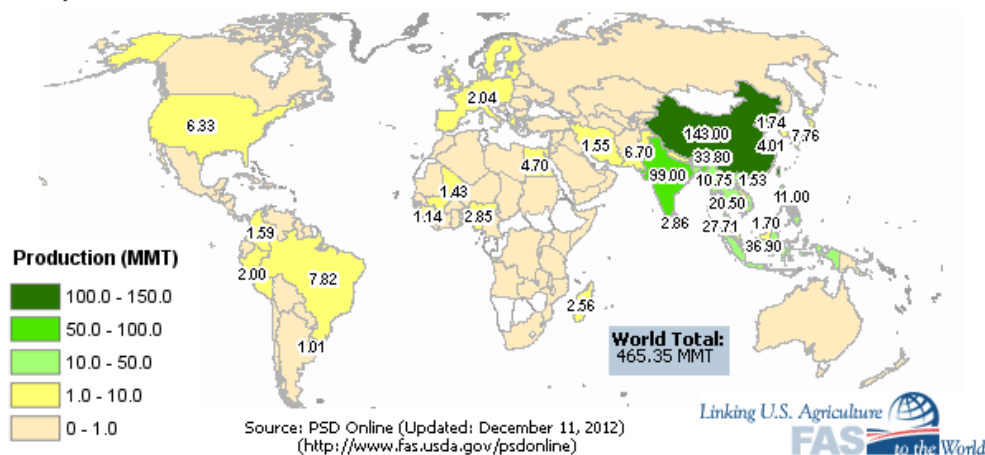 2.04
6.33
143.00
1.74
7.76
4.01
1.55
6.70
33.80
4.70
99.00
10.75
1.53
1.43
20.50
11.00
1.14
2.85
2.86
27.71
1.70
1.59
36.90
2.00
7.82
2.56
1.01
Production (MMT)
100.0 - 150.0
50.0 - 100.0
10.0 - 50.0
1.0 - 10.0
0 - 1.0
World Total:
465.35 MMT
Source: PSD Online (Updated: December 11, 2012)
(http://www.fas.usda.gov/psdonline)
Linking U.S. Agriculture
FAS to the World